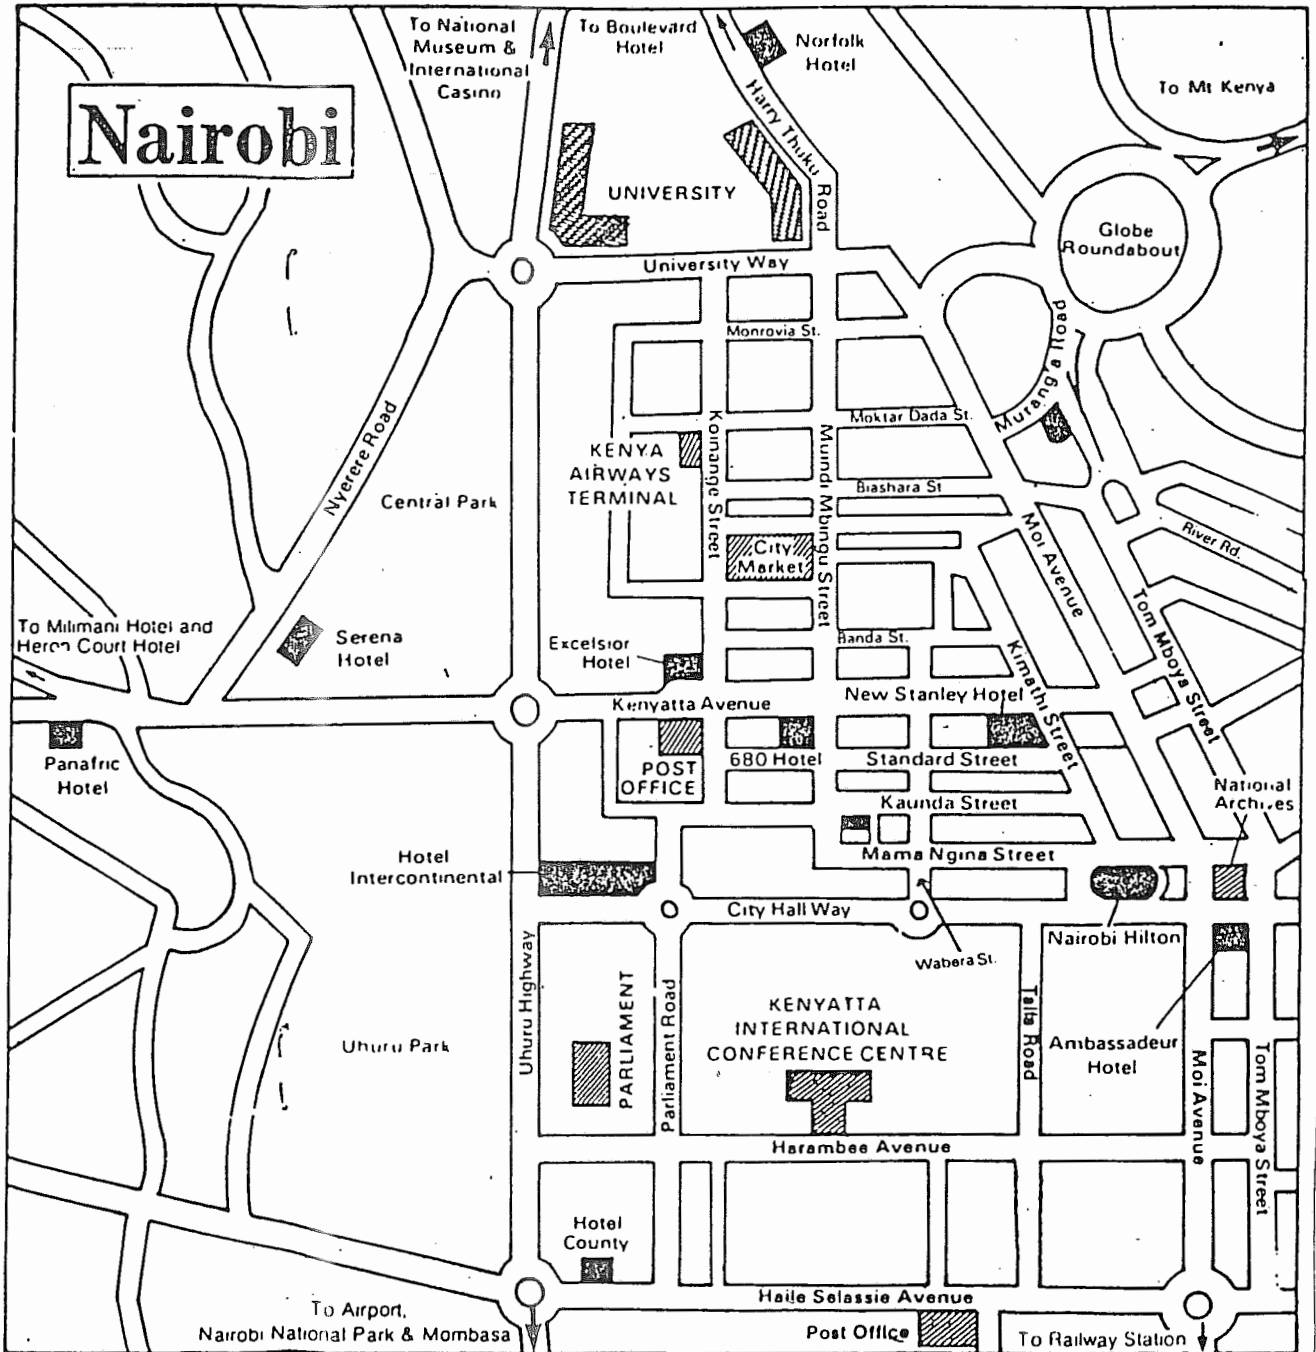 Nairobi
To National
Museum &
International
Casino
To Boulevard
Hotel
Norfolk
Hotel
To Mt Kenya
Harry Thuku
Road
UNIVERSITY
Globe
Roundabout
University Way
Monrovia St.
Murang'a Road
Moktar Dada St.
Nyerere Road
Koinange Street
Muindi Mbingu Street
KENYA
AIRWAYS
TERMINAL
Central Park
Biashara St
Moi Avenue
River Rd.
City
Market
Tom Mboya Street
To Milimani Hotel and
Heron Court Hotel
Serena
Hotel
Excelsior
Hotel
Banda St.
Kimathi Street
Kenyatta Avenue
New Stanley Hotel
Panafric
Hotel
POST
OFFICE
680 Hotel
Standard Street
National
Archives
Kaunda Street
Hotel
Intercontinental
Mama Ngina Street
City Hall Way
Nairobi Hilton
Wabera St.
Uhuru Highway
PARLIAMENT
Parliament Road
KENYATTA
INTERNATIONAL
CONFERENCE CENTRE
Taita Road
Ambassadeur
Hotel
Uhuru Park
Moi Avenue
Tom Mboya Street
Harambee Avenue
Hotel
County
Haile Selassie Avenue
To Airport,
Nairobi National Park & Mombasa
Post Office
To Railway Station